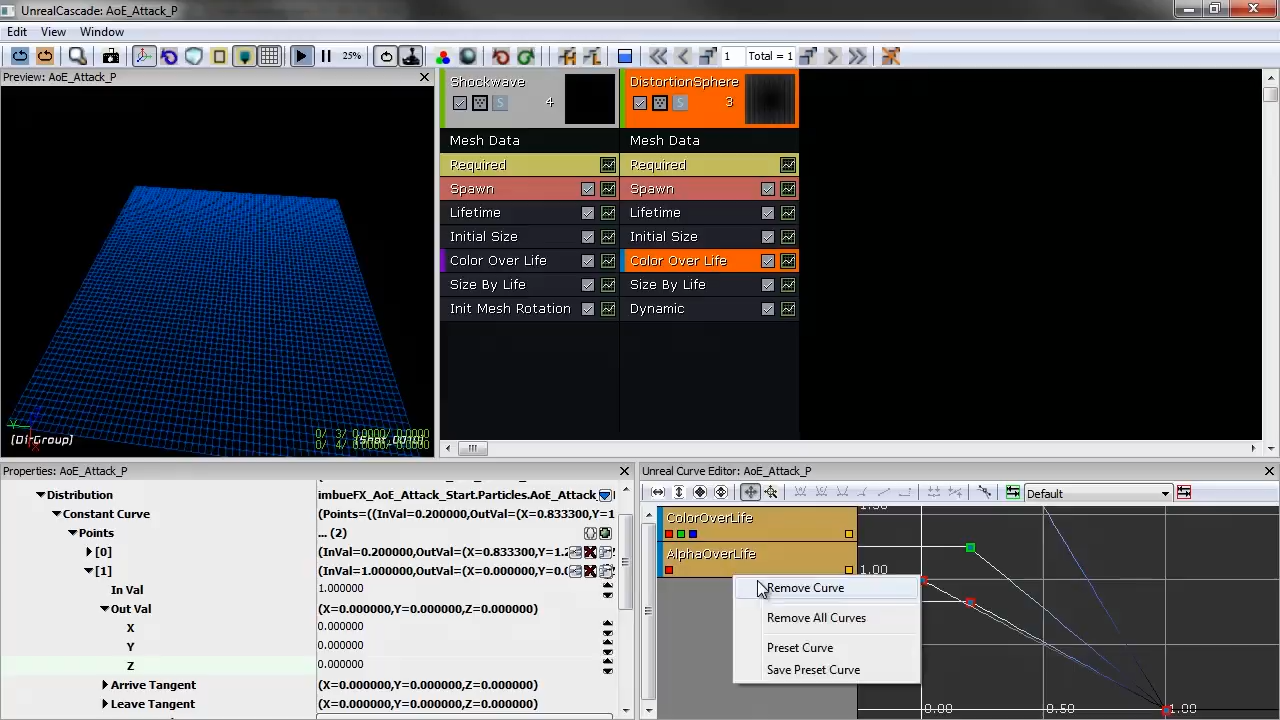 UnrealCascade: AoE_Attack_P
Edit View Window
25% 1 Total = 1
Preview: AoE_Attack_P
Shockwave
4
Mesh Data
Required
Spawn
Lifetime
Initial Size
Color Over Life
Size By Life
Init Mesh Rotation
DistortionSphere
3
Mesh Data
Required
Spawn
Lifetime
Initial Size
Color Over Life
Size By Life
Dynamic
Properties: AoE_Attack_P
Distribution imbueFX_AoE_Attack_Start.Particles.AoE_Attack
Constant Curve (Points=((InVal=0.200000,OutVal=(X=0.833300,Y=1
Points ... (2)
[0] (InVal=0.200000,OutVal=(X=0.833300,Y=1.2
[1] (InVal=1.000000,OutVal=(X=0.000000,Y=0.0
In Val 1.000000
Out Val (X=0.000000,Y=0.000000,Z=0.000000)
X 0.000000
Y 0.000000
Z 0.000000
Arrive Tangent (X=0.000000,Y=0.000000,Z=0.000000)
Leave Tangent (X=0.000000,Y=0.000000,Z=0.000000)
Unreal Curve Editor: AoE_Attack_P
Default
ColorOverLife
AlphaOverLife
Remove Curve
Remove All Curves
Preset Curve
Save Preset Curve
1.50
1.00
0.00 0.50 1.00